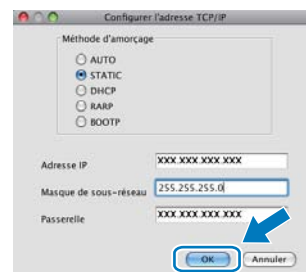 Configurer l'adresse TCP/IP
Méthode d'amorçage
AUTO
STATIC
DHCP
RARP
BOOTP
Adresse IP XXX.XXX.XXX.XXX
Masque de sous-réseau 255.255.255.0
Passerelle XXX.XXX.XXX.XXX
OK Annuler